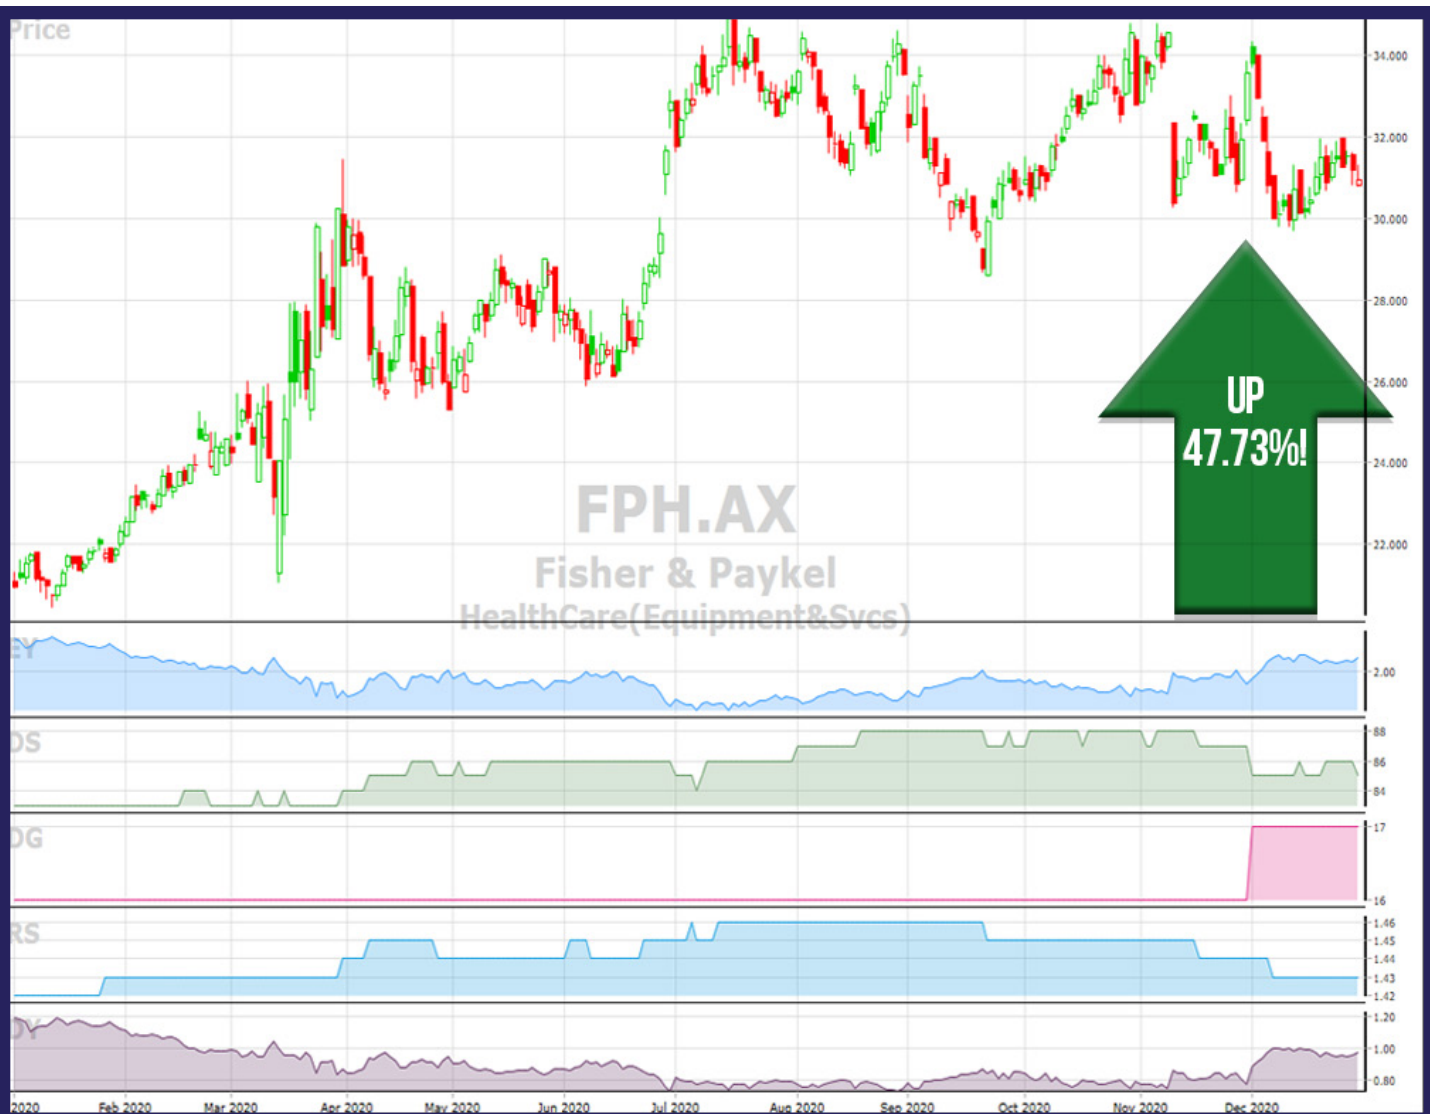 Price
34.000
32.000
30.000
28.000
26.000
24.000
22.000
UP
47.73%!
FPH.AX
Fisher & Paykel
HealthCare(Equipment&Svcs)
EY
2.00
DS
88
86
84
DG
17
16
RS
1.46
1.45
1.44
1.43
1.42
DY
1.20
1.00
0.80
2020 Feb 2020 Mar 2020 Apr 2020 May 2020 Jun 2020 Jul 2020 Aug 2020 Sep 2020 Oct 2020 Nov 2020 Dec 2020